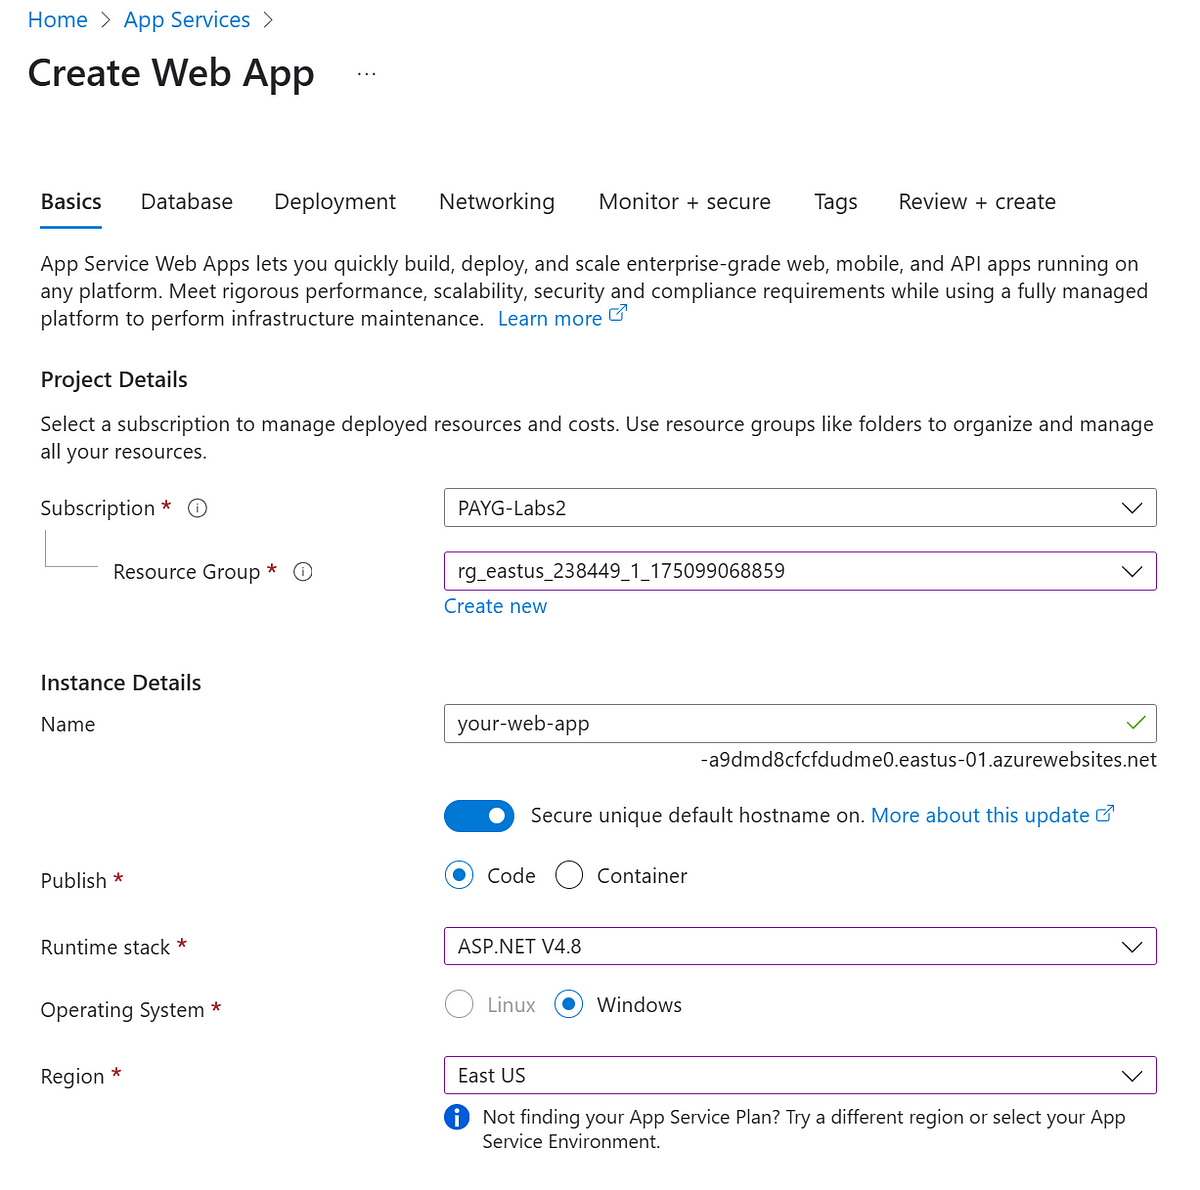 Home > App Services >
Create Web App ...
Basics Database Deployment Networking Monitor + secure Tags Review + create
App Service Web Apps lets you quickly build, deploy, and scale enterprise-grade web, mobile, and API apps running on
any platform. Meet rigorous performance, scalability, security and compliance requirements while using a fully managed
platform to perform infrastructure maintenance. Learn more
Project Details
Select a subscription to manage deployed resources and costs. Use resource groups like folders to organize and manage
all your resources.
Subscription * PAYG-Labs2
Resource Group * rg_eastus_238449_1_175099068859
Create new
Instance Details
Name your-web-app
-a9dmd8cfcfdudme0.eastus-01.azurewebsites.net
Secure unique default hostname on. More about this update
Publish * Code Container
Runtime stack * ASP.NET V4.8
Operating System * Linux Windows
Region * East US
Not finding your App Service Plan? Try a different region or select your App
Service Environment.